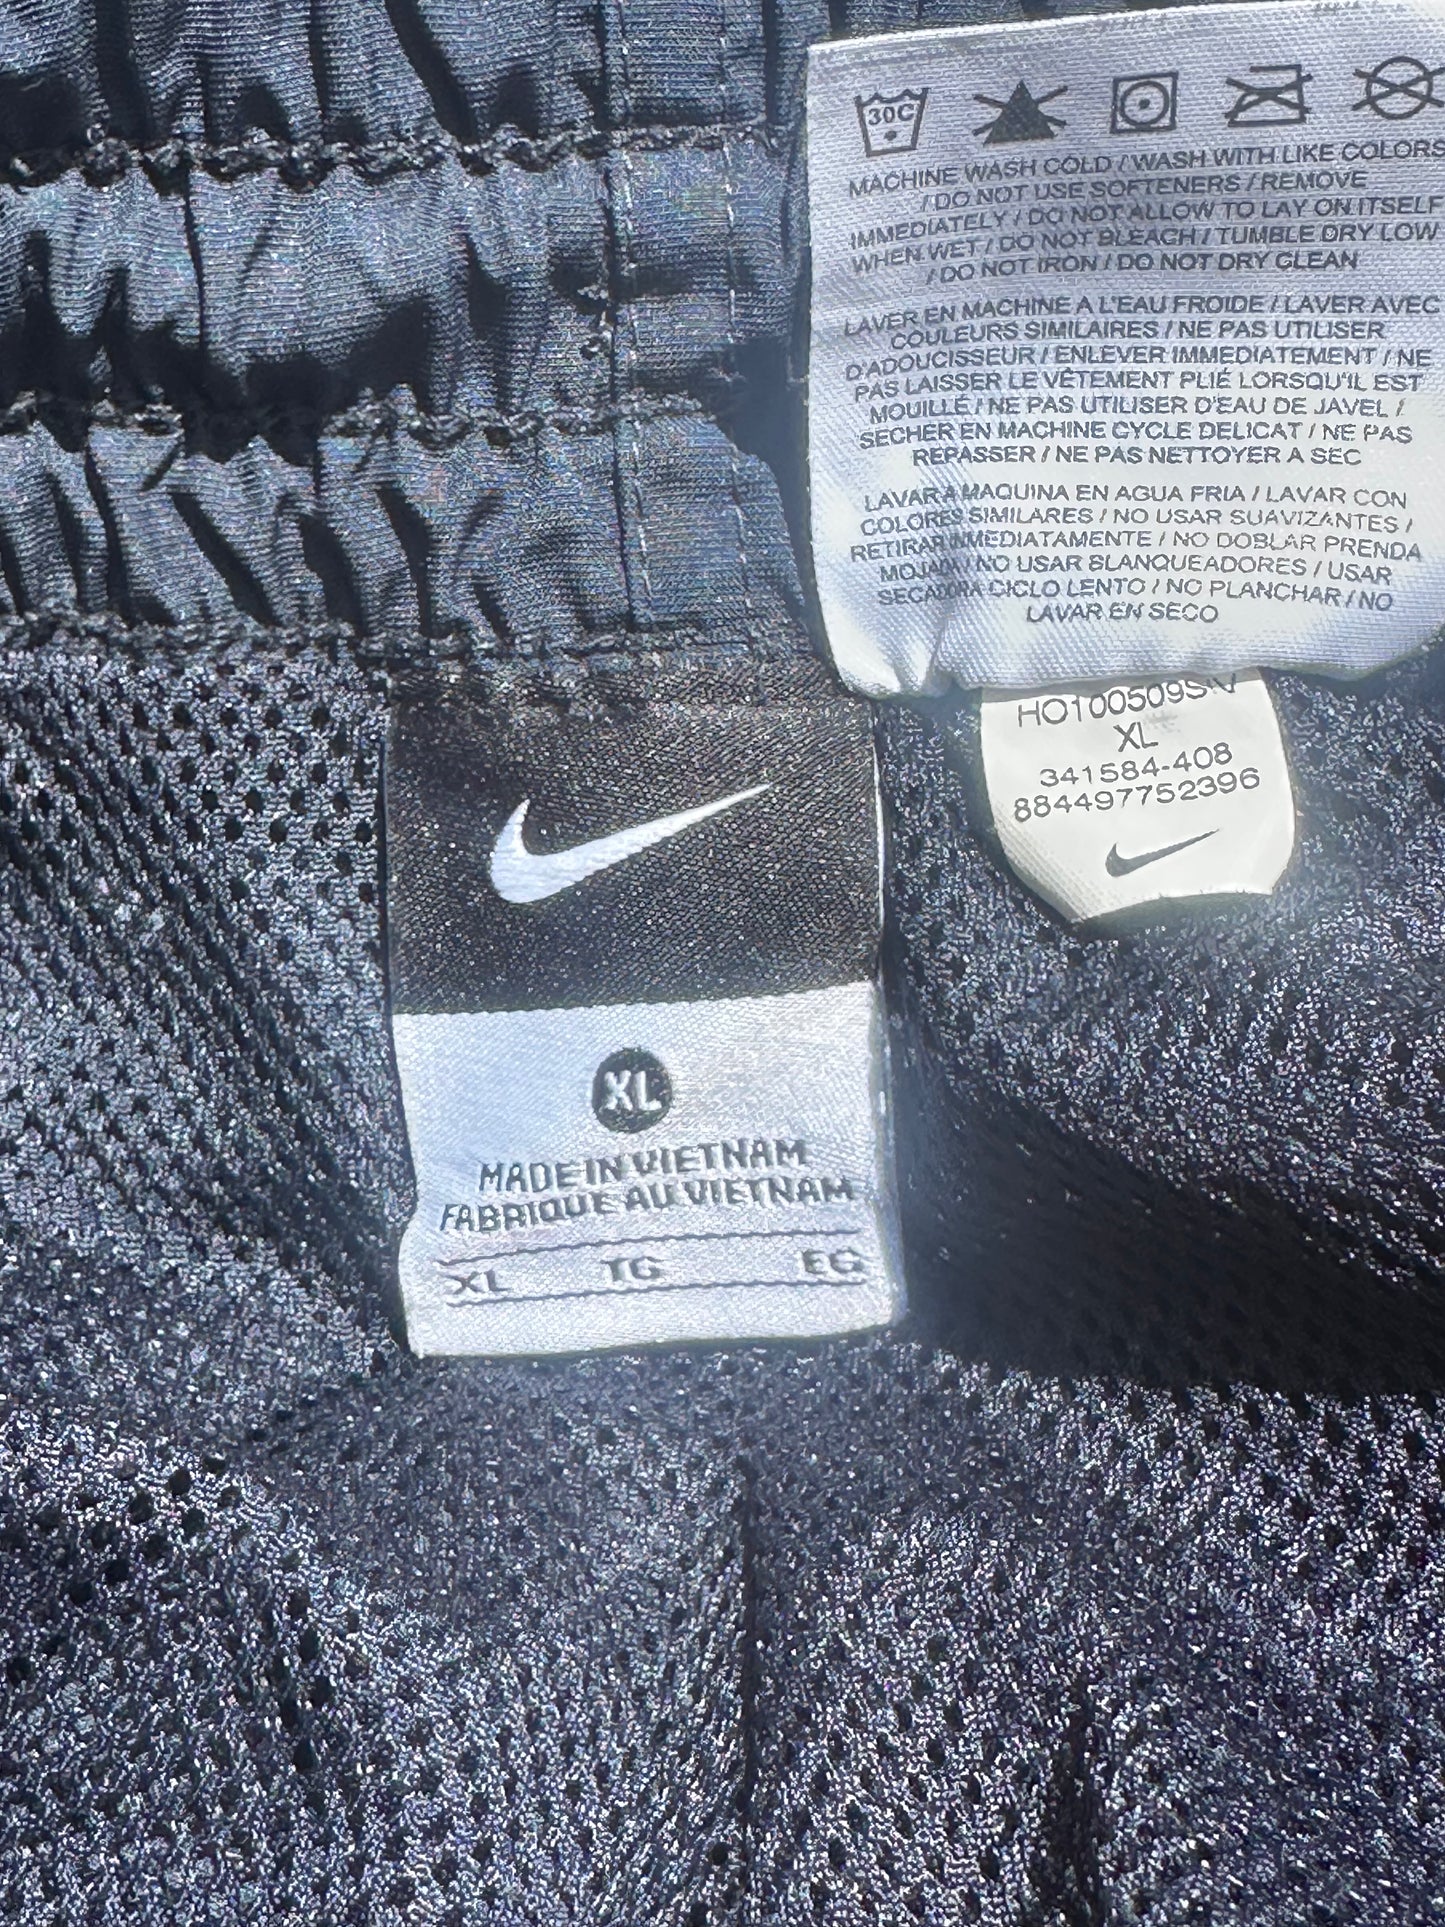 30C
MACHINE WASH COLD / WASH WITH LIKE COLORS
/ DO NOT USE SOFTENERS / REMOVE
IMMEDIATELY / DO NOT ALLOW TO LAY ON ITSELF
WHEN WET / DO NOT BLEACH / TUMBLE DRY LOW
/ DO NOT IRON / DO NOT DRY CLEAN
LAVER EN MACHINE A L'EAU FROIDE / LAVER AVEC
COULEURS SIMILAIRES / NE PAS UTILISER
D'ADOUCISSEUR / ENLEVER IMMEDIATEMENT / NE
PAS LAISSER LE VÊTEMENT PLIÉ LORSQU'IL EST
MOUILLÉ / NE PAS UTILISER D'EAU DE JAVEL /
SECHER EN MACHINE CYCLE DELICAT / NE PAS
REPASSER / NE PAS NETTOYER A SEC
LAVAR A MAQUINA EN AGUA FRIA / LAVAR CON
COLORES SIMILARES / NO USAR SUAVIZANTES /
RETIRAR INMEDIATAMENTE / NO DOBLAR PRENDA
MOJADA / NO USAR BLANQUEADORES / USAR
SECADORA CICLO LENTO / NO PLANCHAR / NO
LAVAR EN SECO
XL
341584-408
884497752396
XL
MADE IN VIETNAM
FABRIQUE AU VIETNAM
XL TG EG